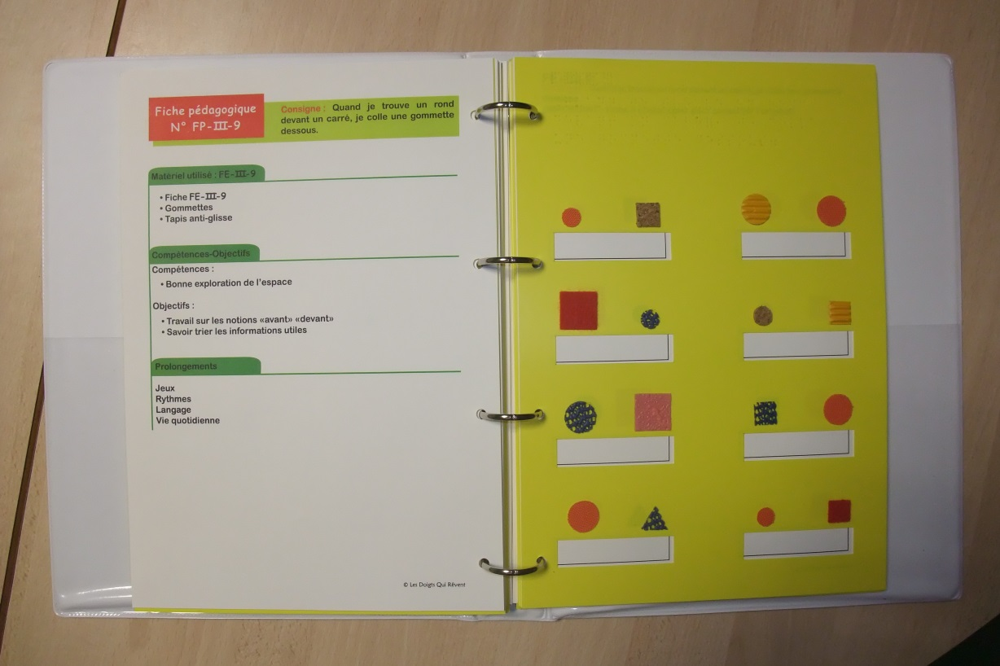 Fiche pédagogique
N° FP-III-9
Consigne : Quand je trouve un rond
devant un carré, je colle une gommette
dessous.
Matériel utilisé : FE-III-9
• Fiche FE-III-9
• Gommettes
• Tapis anti-glisse
Compétences-Objectifs
Compétences :
• Bonne exploration de l'espace
Objectifs :
• Travail sur les notions «avant» «devant»
• Savoir trier les informations utiles
Prolongements
Jeux
Rythmes
Langage
Vie quotidienne
© Les Doigts Qui Rêvent